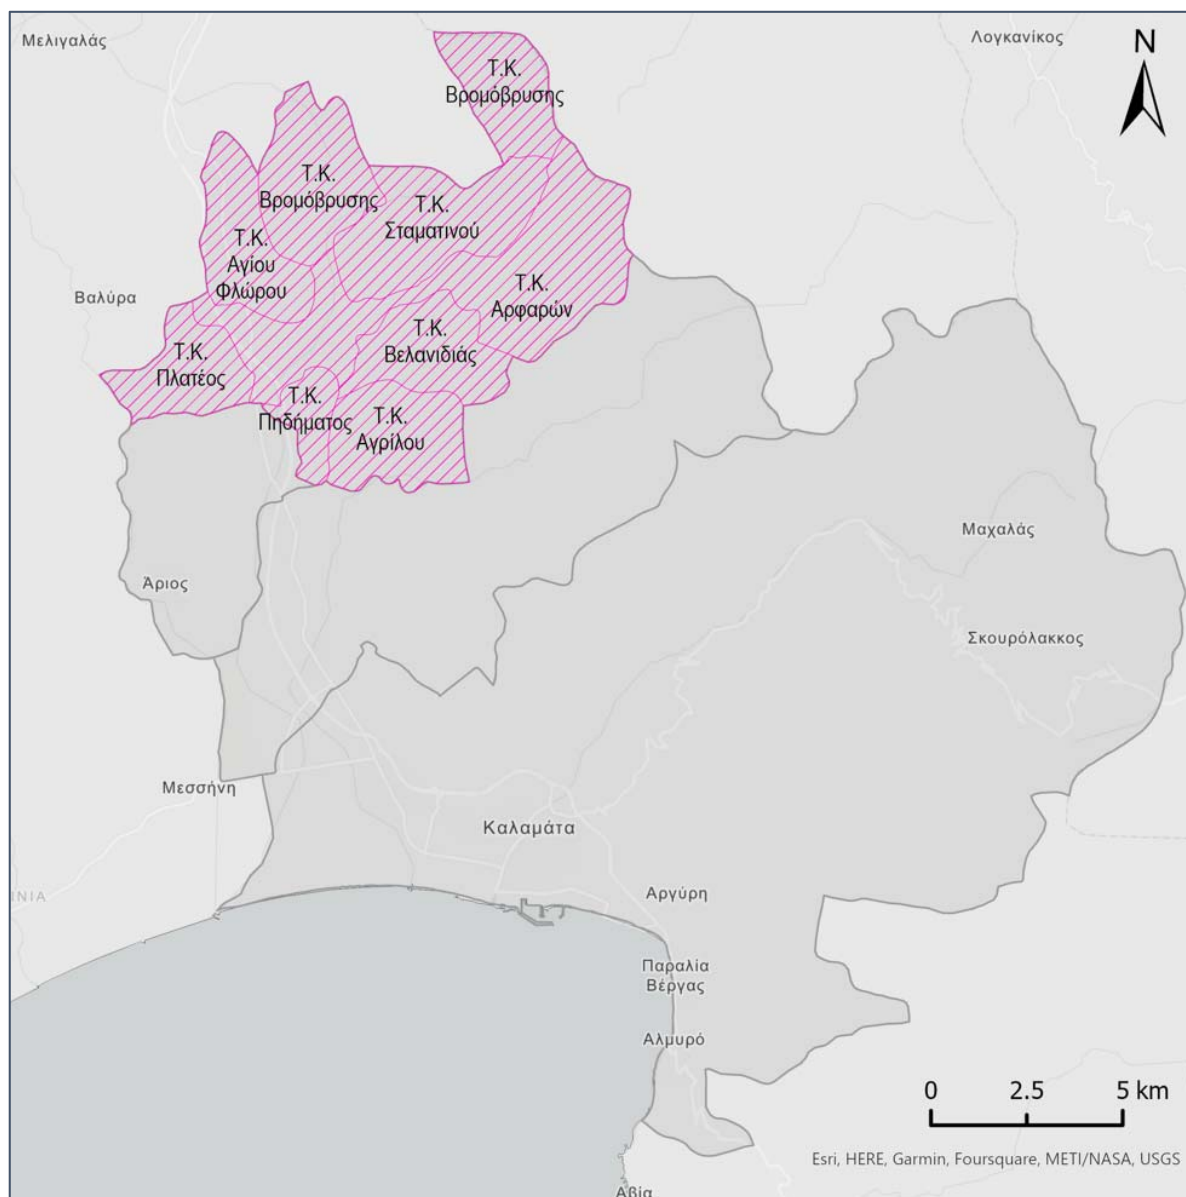 Μελιγαλάς
Λογκανίκος
N
Τ.Κ.
Βρομόβρυσης
Τ.Κ.
Βρομόβρυσης
Τ.Κ.
Σταματινού
Τ.Κ.
Αγίου
Φλώρου
Τ.Κ.
Αρφαρών
Βαλύρα
Τ.Κ.
Βελανιδιάς
Τ.Κ.
Πλατέος
Τ.Κ.
Πηδήματος
Τ.Κ.
Αγρίλου
Μαχαλάς
Άριος
Σκουρόλακκος
Μεσσήνη
Καλαμάτα
INIA
Αργύρη
Παραλία
Βέργας
Αλμυρό
0 2.5 5 km
Esri, HERE, Garmin, Foursquare, METI/NASA, USGS
Αβία